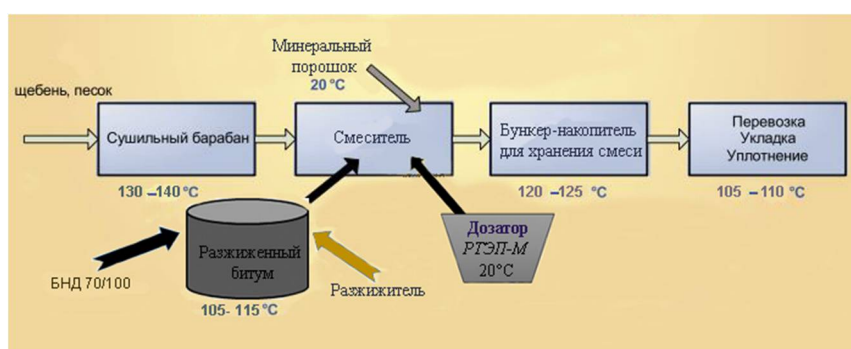 Минеральный
порошок
20 °C
щебень, песок
Сушильный барабан
Смеситель
Бункер-накопитель
для хранения смеси
Перевозка
Укладка
Уплотнение
130 –140 °C
120 –125 °C
105 –110 °C
Разжиженный
битум
Дозатор
РТЭП-М
20°C
БНД 70/100
Разжижитель
105- 115 °C